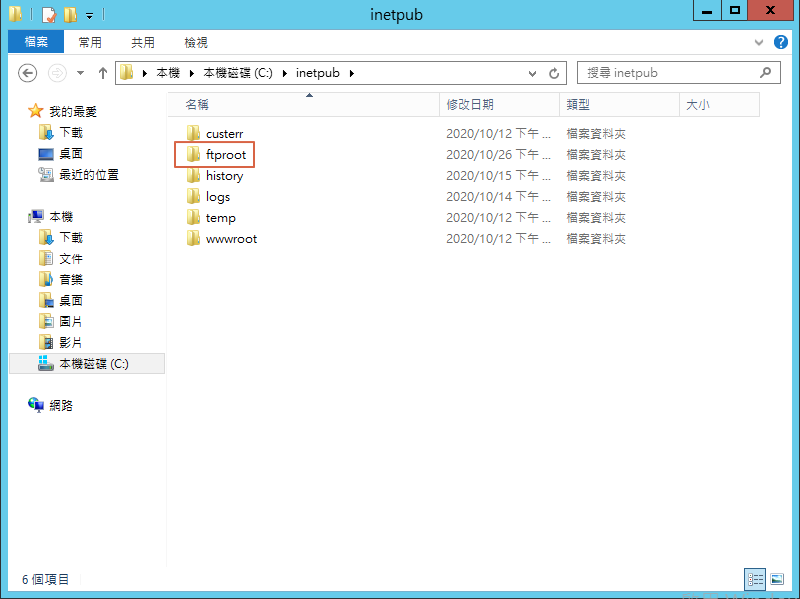 inetpub
檔案 常用 共用 檢視
本機 本機磁碟 (C:) inetpub 搜尋 inetpub
名稱 修改日期 類型 大小
我的最愛
下載
桌面
最近的位置
本機
下載
文件
音樂
桌面
圖片
影片
本機磁碟 (C:)
網路
custerr 2020/10/12 下午 ... 檔案資料夾
ftproot 2020/10/26 下午 ... 檔案資料夾
history 2020/10/15 下午 ... 檔案資料夾
logs 2020/10/14 下午 ... 檔案資料夾
temp 2020/10/12 下午 ... 檔案資料夾
wwwroot 2020/10/12 下午 ... 檔案資料夾
6 個項目